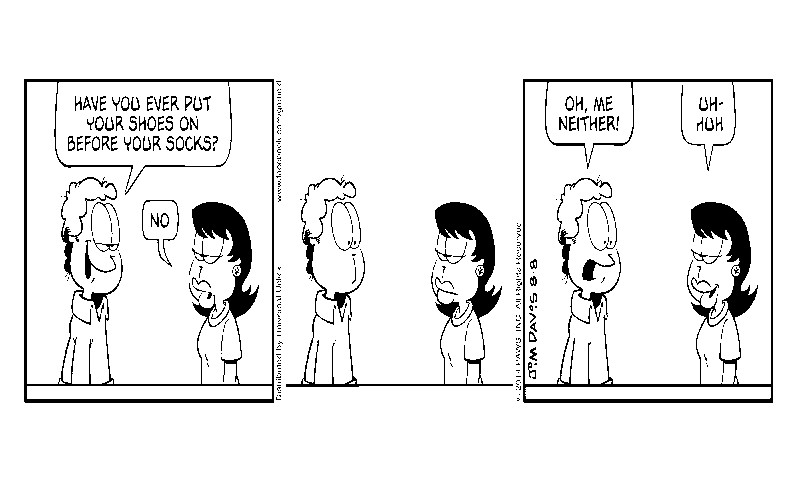 HAVE YOU EVER PUT
YOUR SHOES ON
BEFORE YOUR SOCKS?
NO
OH, ME
NEITHER!
UH-
HUH
JIM DAVIS 8-8